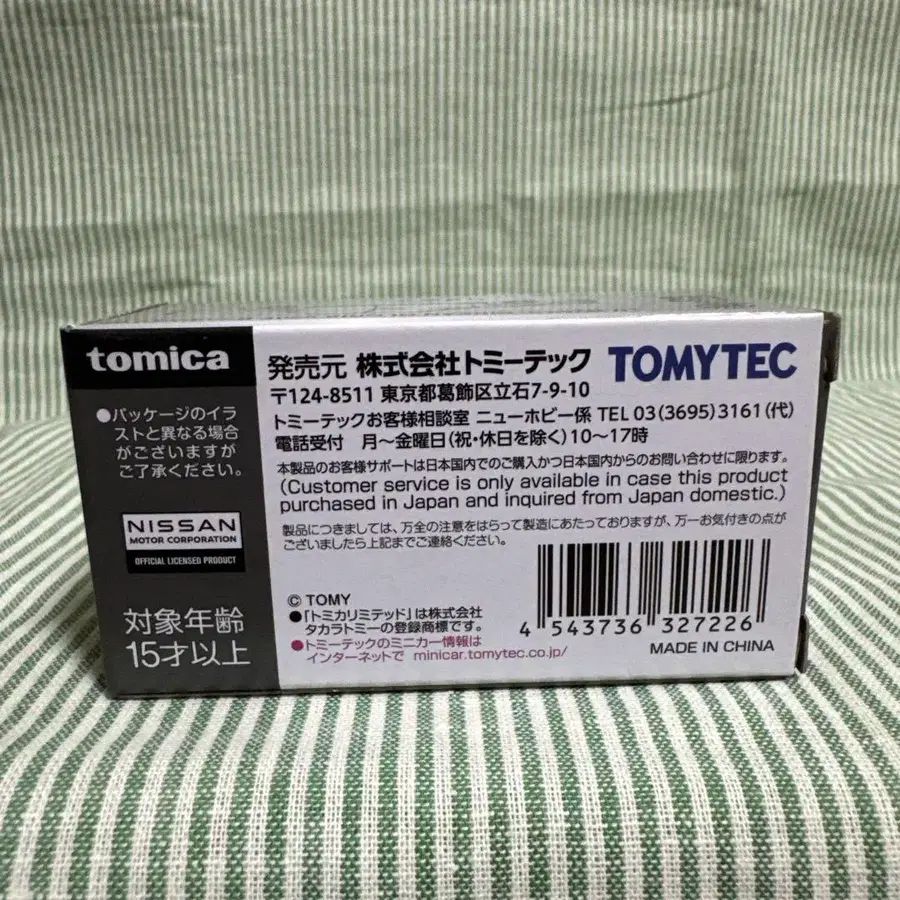 tomica
●パッケージのイラ
ストと異なる場合
がございますが
ご了承ください。
NISSAN
MOTOR CORPORATION
OFFICIAL LICENSED PRODUCT
対象年齢
15才以上
発売元 株式会社トミーテック TOMYTEC
〒124-8511 東京都葛飾区立石7-9-10
トミーテックお客様相談室 ニューホビー係 TEL 03(3695)3161(代)
電話受付 月〜金曜日(祝・休日を除く)10〜17時
本製品のお客様サポートは日本国内でのご購入かつ日本国内からのお問い合わせに限ります。
(Customer service is only available in case this product
purchased in Japan and inquired from Japan domestic.)
製品につきましては、万全の注意をはらって製造にあたっておりますが、万一お気付きの点が
ございましたら上記までご連絡ください。
© TOMY
●「トミカリミテッド」は株式会社
タカラトミーの登録商標です。
●トミーテックのミニカー情報は
インターネットで minicar.tomytec.co.jp/
4 543736 327226
MADE IN CHINA